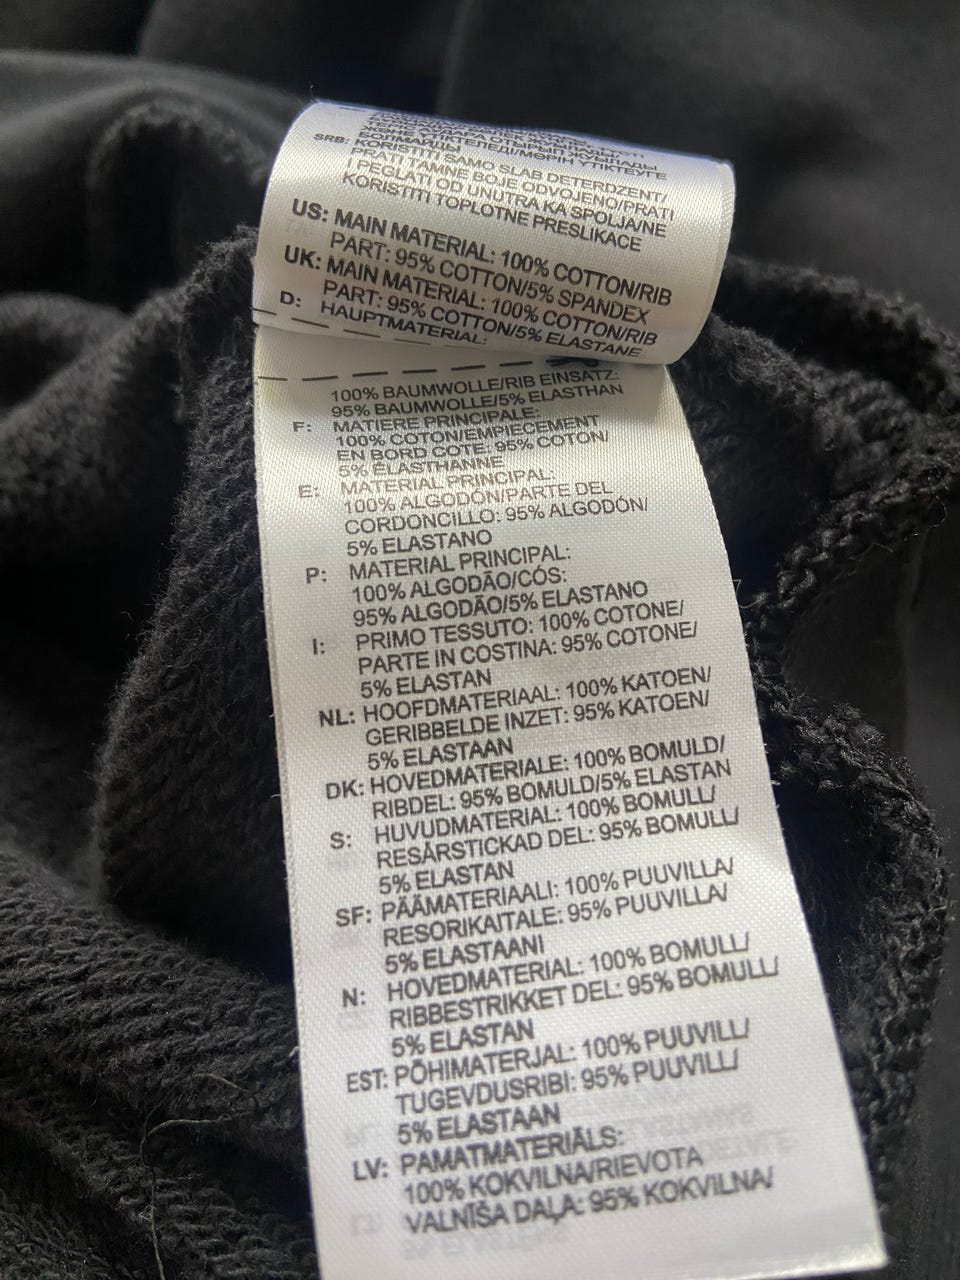 БОЛМАЙДЫ
SRB: KORISTITI SAMO SLAB DETERDZENT/
PRATI TAMNE BOJE ODVOJENO/PRATI
I PEGLATI OD UNUTRA KA SPOLJA/NE
KORISTITI TOPLOTNE PRESLIKACE
US: MAIN MATERIAL: 100% COTTON/RIB
PART: 95% COTTON/5% SPANDEX
UK: MAIN MATERIAL: 100% COTTON/RIB
PART: 95% COTTON/5% ELASTANE
D: HAUPTMATERIAL:
100% BAUMWOLLE/RIB EINSATZ:
95% BAUMWOLLE/5% ELASTHAN
F: MATIERE PRINCIPALE:
100% COTON/EMPIECEMENT
EN BORD COTE: 95% COTON/
5% ÉLASTHANNE
E: MATERIAL PRINCIPAL:
100% ALGODÓN/PARTE DEL
CORDONCILLO: 95% ALGODÓN/
5% ELASTANO
P: MATERIAL PRINCIPAL:
100% ALGODÃO/CÓS:
95% ALGODÃO/5% ELASTANO
I: PRIMO TESSUTO: 100% COTONE/
PARTE IN COSTINA: 95% COTONE/
5% ELASTAN
NL: HOOFDMATERIAAL: 100% KATOEN/
GERIBBELDE INZET: 95% KATOEN/
5% ELASTAAN
DK: HOVEDMATERIALE: 100% BOMULD/
RIBDEL: 95% BOMULD/5% ELASTAN
S: HUVUDMATERIAL: 100% BOMULL/
RESÅRSTICKAD DEL: 95% BOMULL/
5% ELASTAN
SF: PÄÄMATERIAALI: 100% PUUVILLA/
RESORIKAITALE: 95% PUUVILLA/
5% ELASTAANI
N: HOVEDMATERIAL: 100% BOMULL/
RIBBESTRIKKET DEL: 95% BOMULL/
5% ELASTAN
EST: PÕHIMATERJAL: 100% PUUVILL/
TUGEVDUSRIBI: 95% PUUVILL/
5% ELASTAAN
LV: PAMATMATERIĀLS:
100% KOKVILNA/RIEVOTA
VALNĪŠA DAĻA: 95% KOKVILNA/